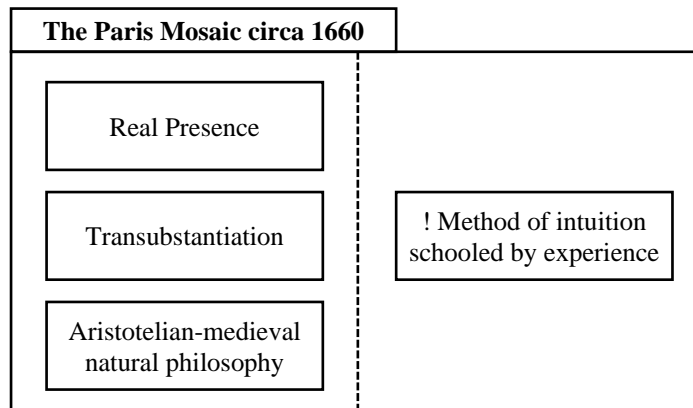 The Paris Mosaic circa 1660
Real Presence
Transubstantiation
Aristotelian-medieval
natural philosophy
! Method of intuition
schooled by experience